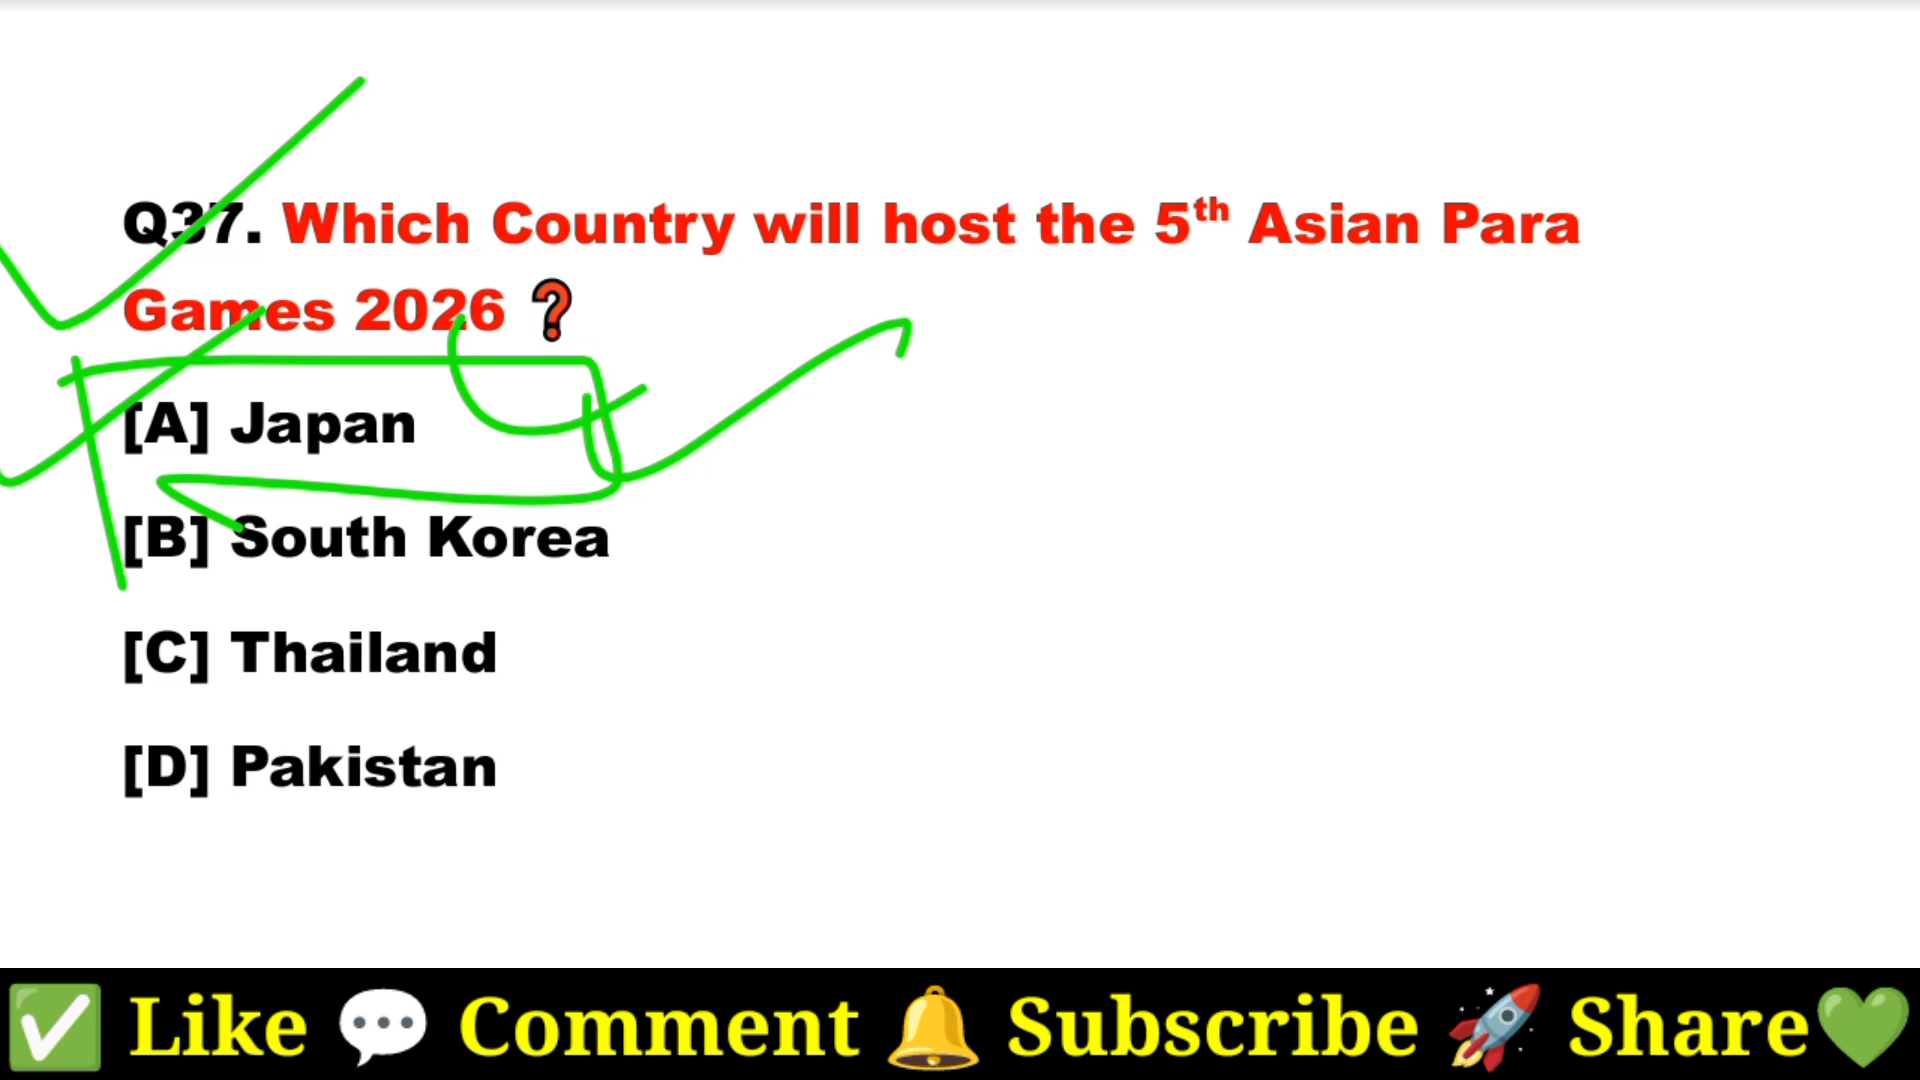 Q37. Which Country will host the 5th Asian Para
Games 2026 ❓
[A] Japan
[B] South Korea
[C] Thailand
[D] Pakistan
✅ Like 💬 Comment 🔔 Subscribe 🚀 Share💚